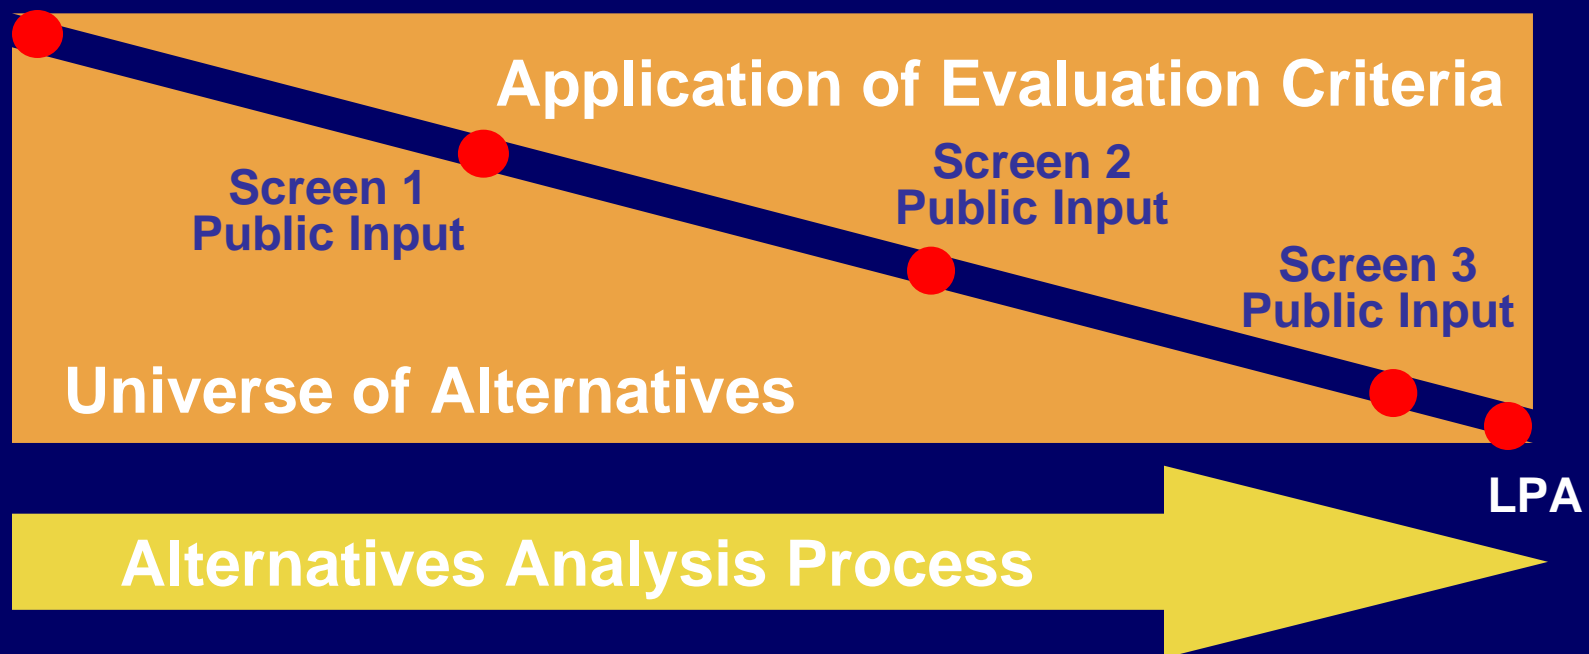 Application of Evaluation Criteria
Screen 1
Public Input
Screen 2
Public Input
Screen 3
Public Input
Universe of Alternatives
LPA
Alternatives Analysis Process